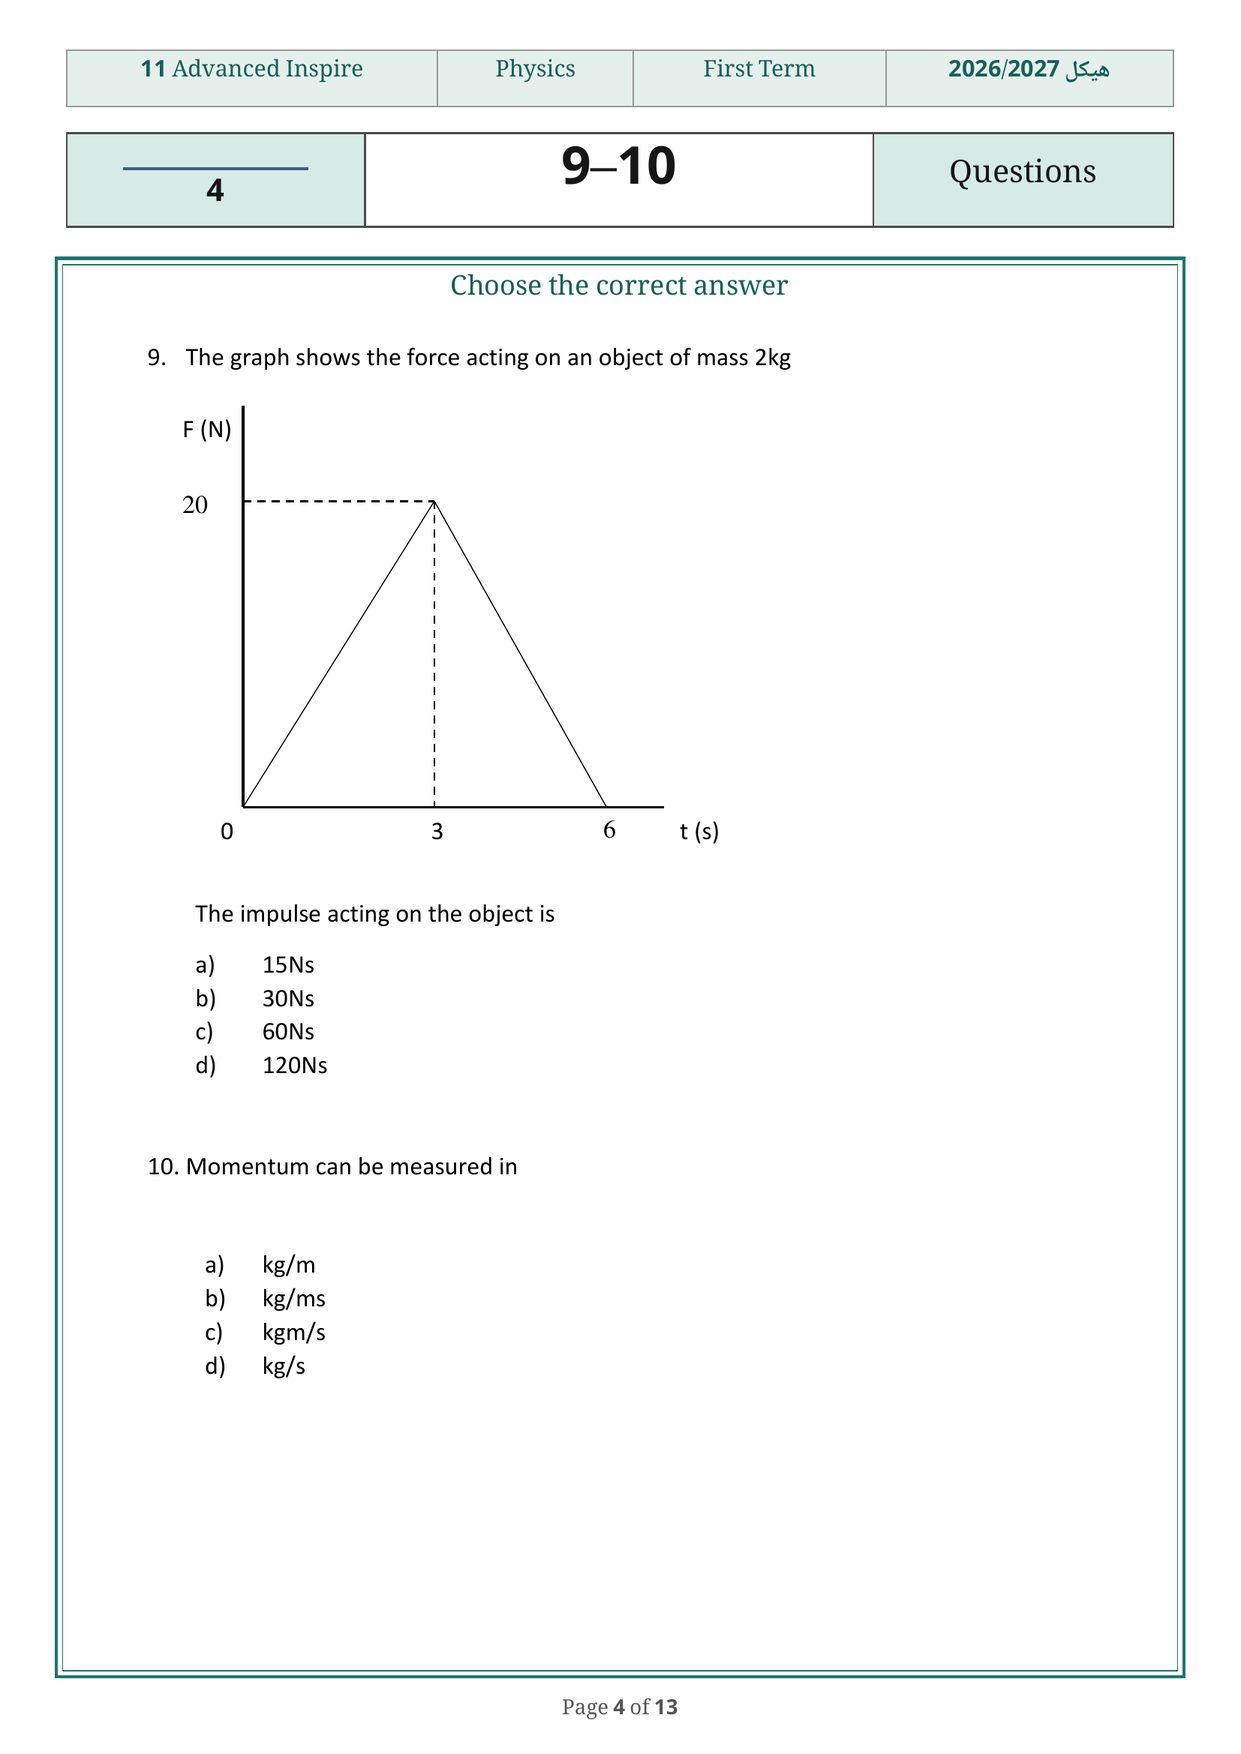 11 Advanced Inspire Physics First Term هيكل 2026/2027
4 9–10 Questions
Choose the correct answer
9. The graph shows the force acting on an object of mass 2kg
F (N)
20
0 3 6 t (s)
The impulse acting on the object is
a) 15Ns
b) 30Ns
c) 60Ns
d) 120Ns
10. Momentum can be measured in
a) kg/m
b) kg/ms
c) kgm/s
d) kg/s
Page 4 of 13